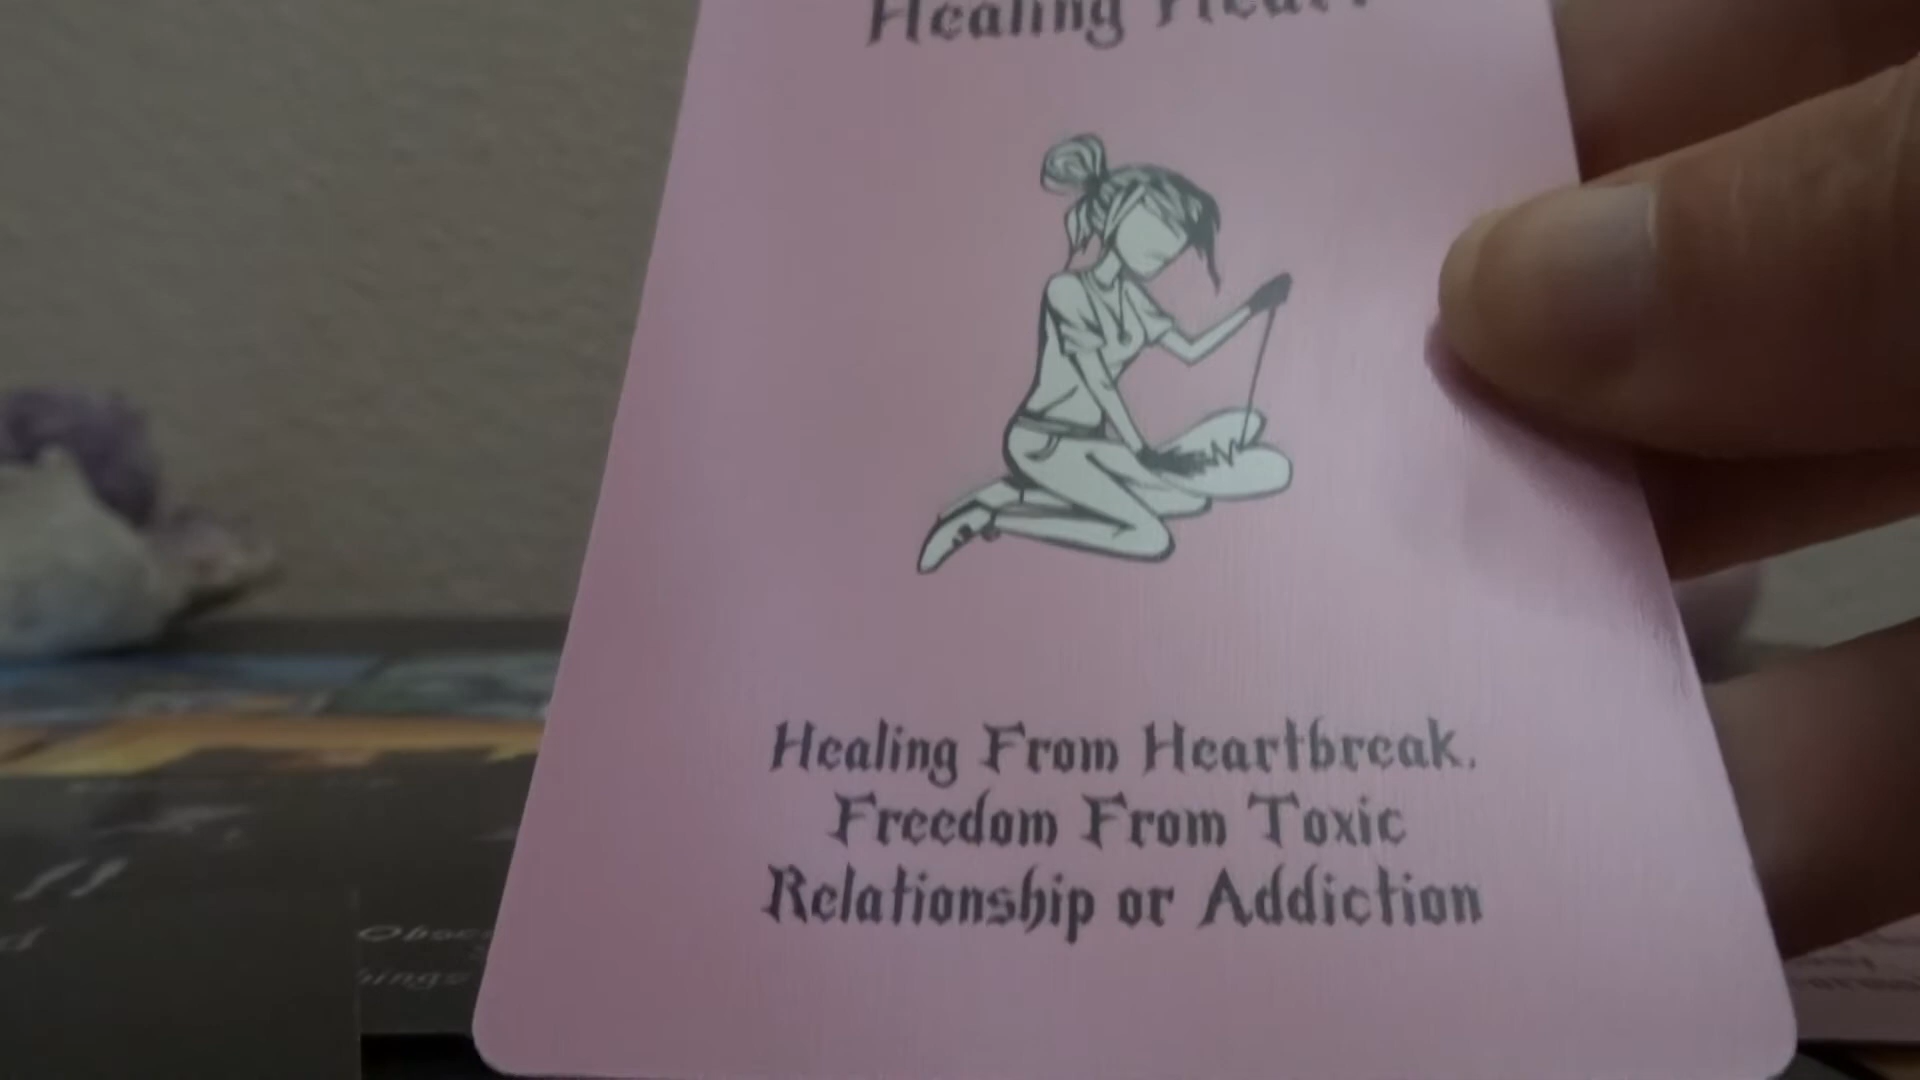 Healing Heart
Healing From Heartbreak.
Freedom From Toxic
Relationship or Addiction